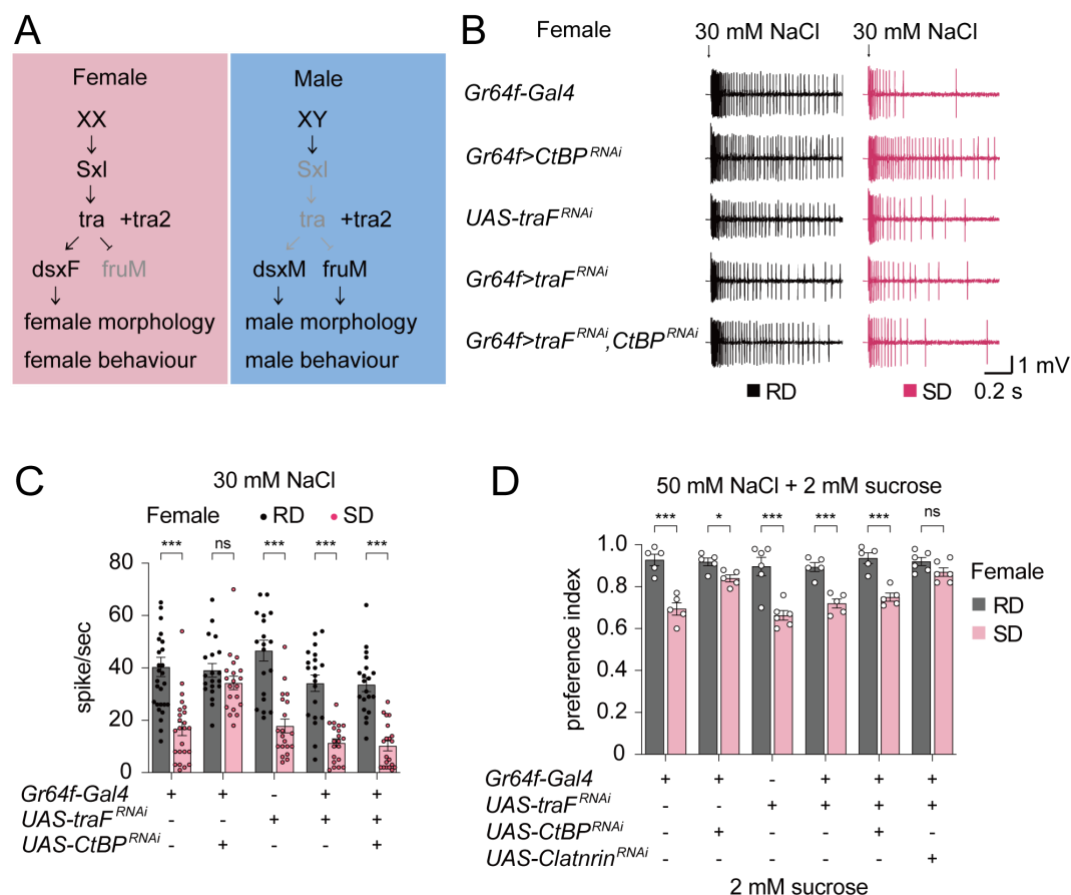 A
Female
XX
Sxl
tra +tra2
dsxF fruM
female morphology
female behaviour
Male
XY
Sxl
tra +tra2
dsxM fruM
male morphology
male behaviour
B
Female 30 mM NaCl 30 mM NaCl
Gr64f-Gal4
Gr64f>CtBP^RNAi
UAS-traF^RNAi
Gr64f>traF^RNAi
Gr64f>traF^RNAi,CtBP^RNAi
1 mV
RD SD 0.2 s
C
30 mM NaCl
Female RD SD
*** ns *** *** ***
spike/sec
80
60
40
20
0
Gr64f-Gal4 + + - + +
UAS-traF^RNAi - - + + +
UAS-CtBP^RNAi - + - - +
D
50 mM NaCl + 2 mM sucrose
*** * *** *** *** ns
preference index
1.0
0.8
0.6
0.4
0.2
0
Female
RD
SD
Gr64f-Gal4 + + - + + +
UAS-traF^RNAi - - + + + +
UAS-CtBP^RNAi - + - - + -
UAS-Clatnrin^RNAi - - - - - +
2 mM sucrose